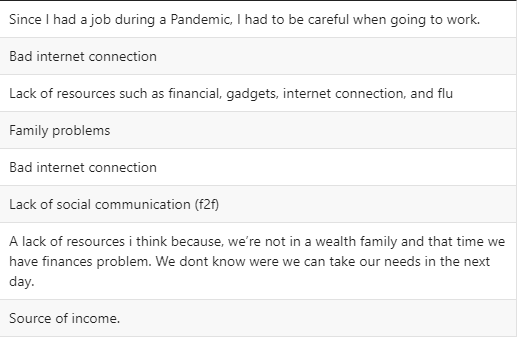 Since I had a job during a Pandemic, I had to be careful when going to work.
Bad internet connection
Lack of resources such as financial, gadgets, internet connection, and flu
Family problems
Bad internet connection
Lack of social communication (f2f)
A lack of resources i think because, we're not in a wealth family and that time we
have finances problem. We dont know were we can take our needs in the next
day.
Source of income.